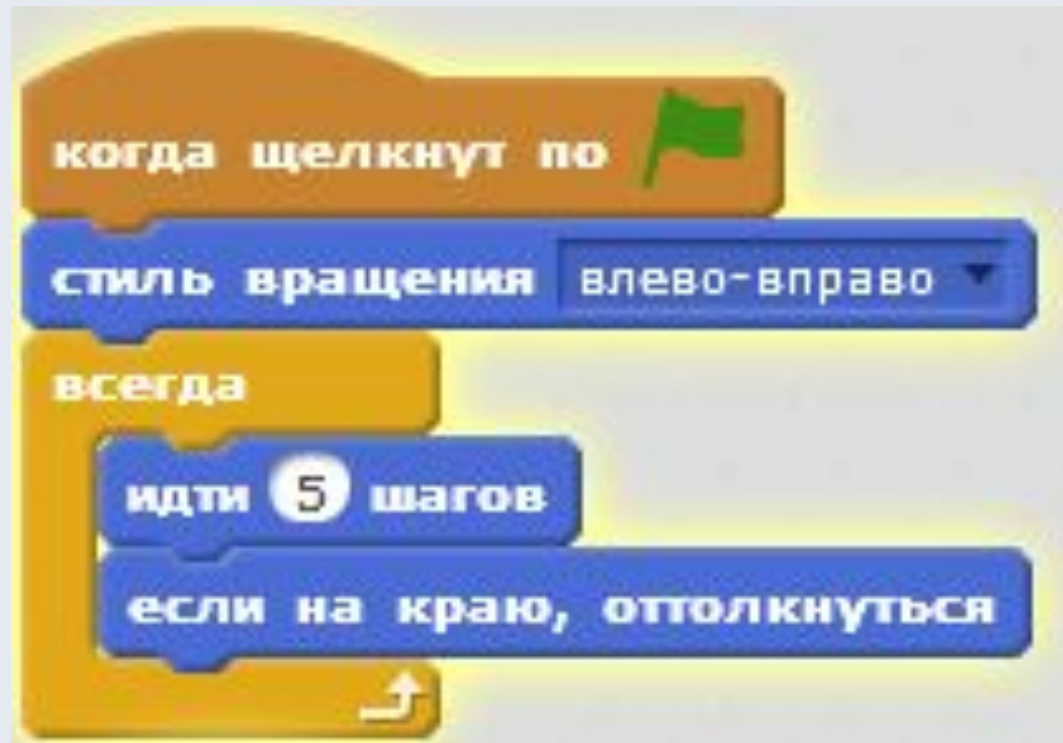 когда щелкнут по
стиль вращения влево-вправо
всегда
идти 5 шагов
если на краю, оттолкнуться